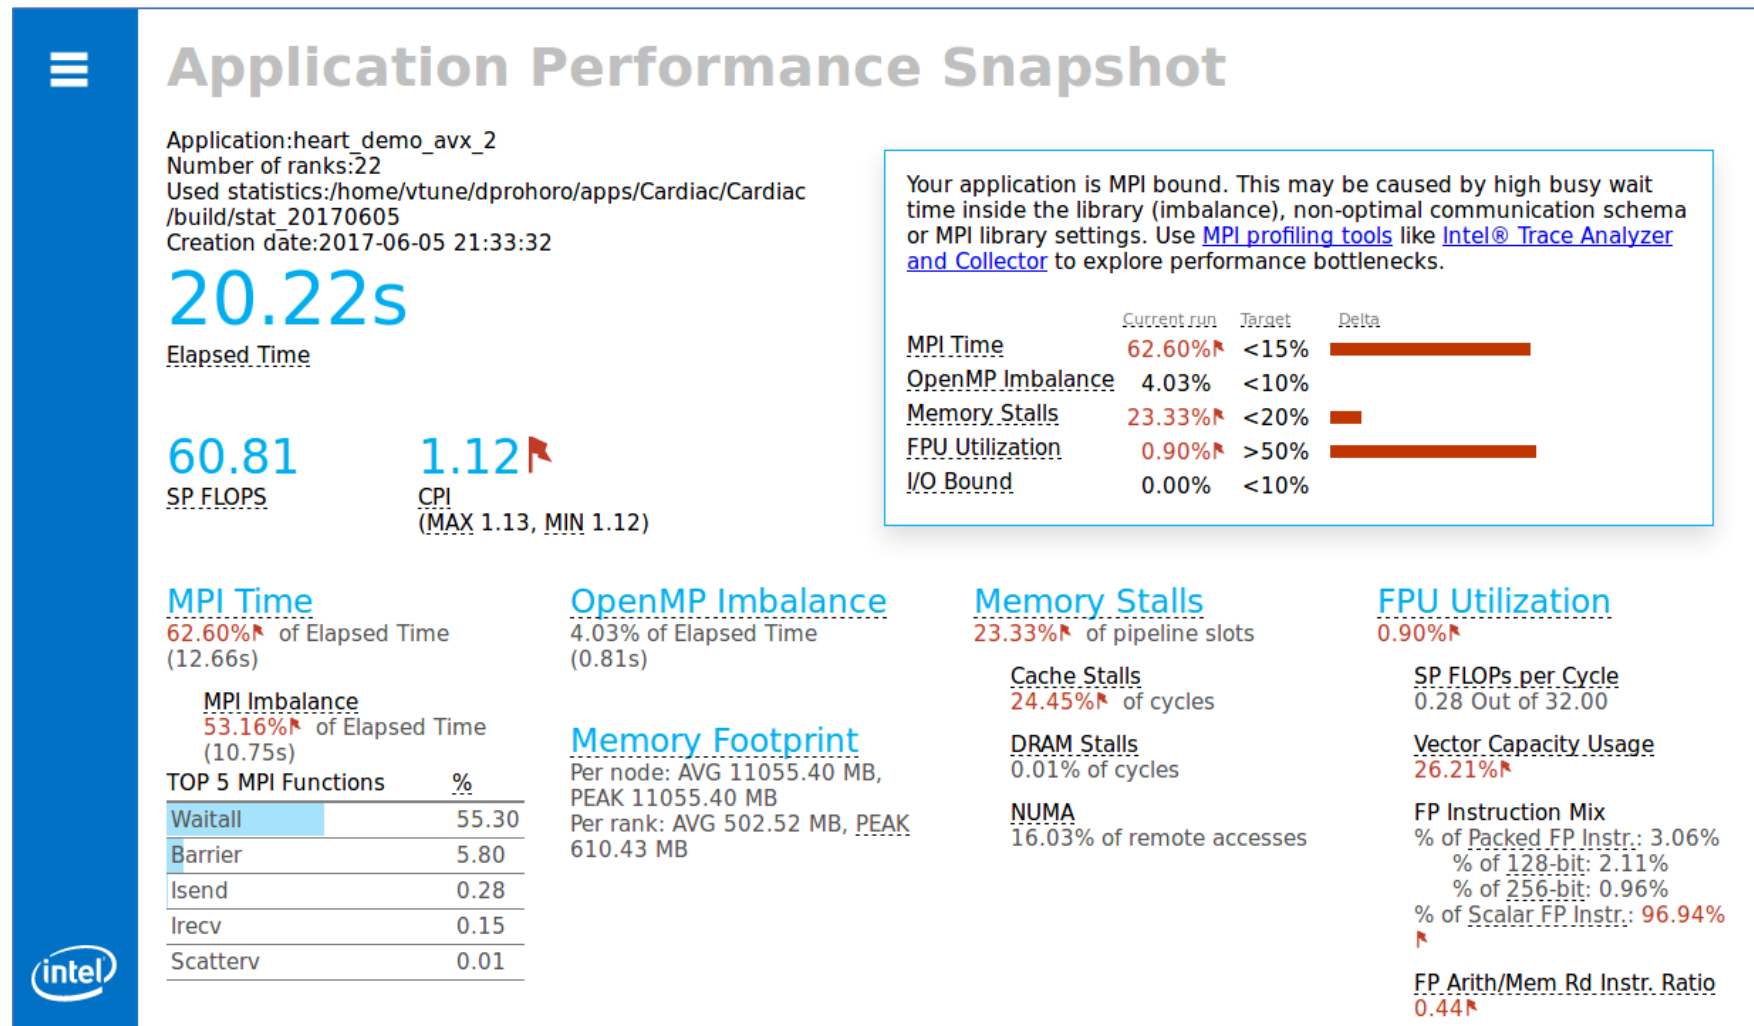 Application Performance Snapshot
Application:heart_demo_avx_2
Number of ranks:22
Used statistics:/home/vtune/dprohoro/apps/Cardiac/Cardiac
/build/stat_20170605
Creation date:2017-06-05 21:33:32
20.22s
Elapsed Time
60.81
SP FLOPS
1.12
CPI
(MAX 1.13, MIN 1.12)
Your application is MPI bound. This may be caused by high busy wait
time inside the library (imbalance), non-optimal communication schema
or MPI library settings. Use MPI profiling tools like Intel® Trace Analyzer
and Collector to explore performance bottlenecks.
Current run Target Delta
MPI Time 62.60% <15%
OpenMP Imbalance 4.03% <10%
Memory Stalls 23.33% <20%
FPU Utilization 0.90% >50%
I/O Bound 0.00% <10%
MPI Time
62.60% of Elapsed Time
(12.66s)
MPI Imbalance
53.16% of Elapsed Time
(10.75s)
TOP 5 MPI Functions %
Waitall 55.30
Barrier 5.80
Isend 0.28
Irecv 0.15
Scatterv 0.01
OpenMP Imbalance
4.03% of Elapsed Time
(0.81s)
Memory Footprint
Per node: AVG 11055.40 MB,
PEAK 11055.40 MB
Per rank: AVG 502.52 MB, PEAK
610.43 MB
Memory Stalls
23.33% of pipeline slots
Cache Stalls
24.45% of cycles
DRAM Stalls
0.01% of cycles
NUMA
16.03% of remote accesses
FPU Utilization
0.90%
SP FLOPs per Cycle
0.28 Out of 32.00
Vector Capacity Usage
26.21%
FP Instruction Mix
% of Packed FP Instr.: 3.06%
% of 128-bit: 2.11%
% of 256-bit: 0.96%
% of Scalar FP Instr.: 96.94%
FP Arith/Mem Rd Instr. Ratio
0.44
intel